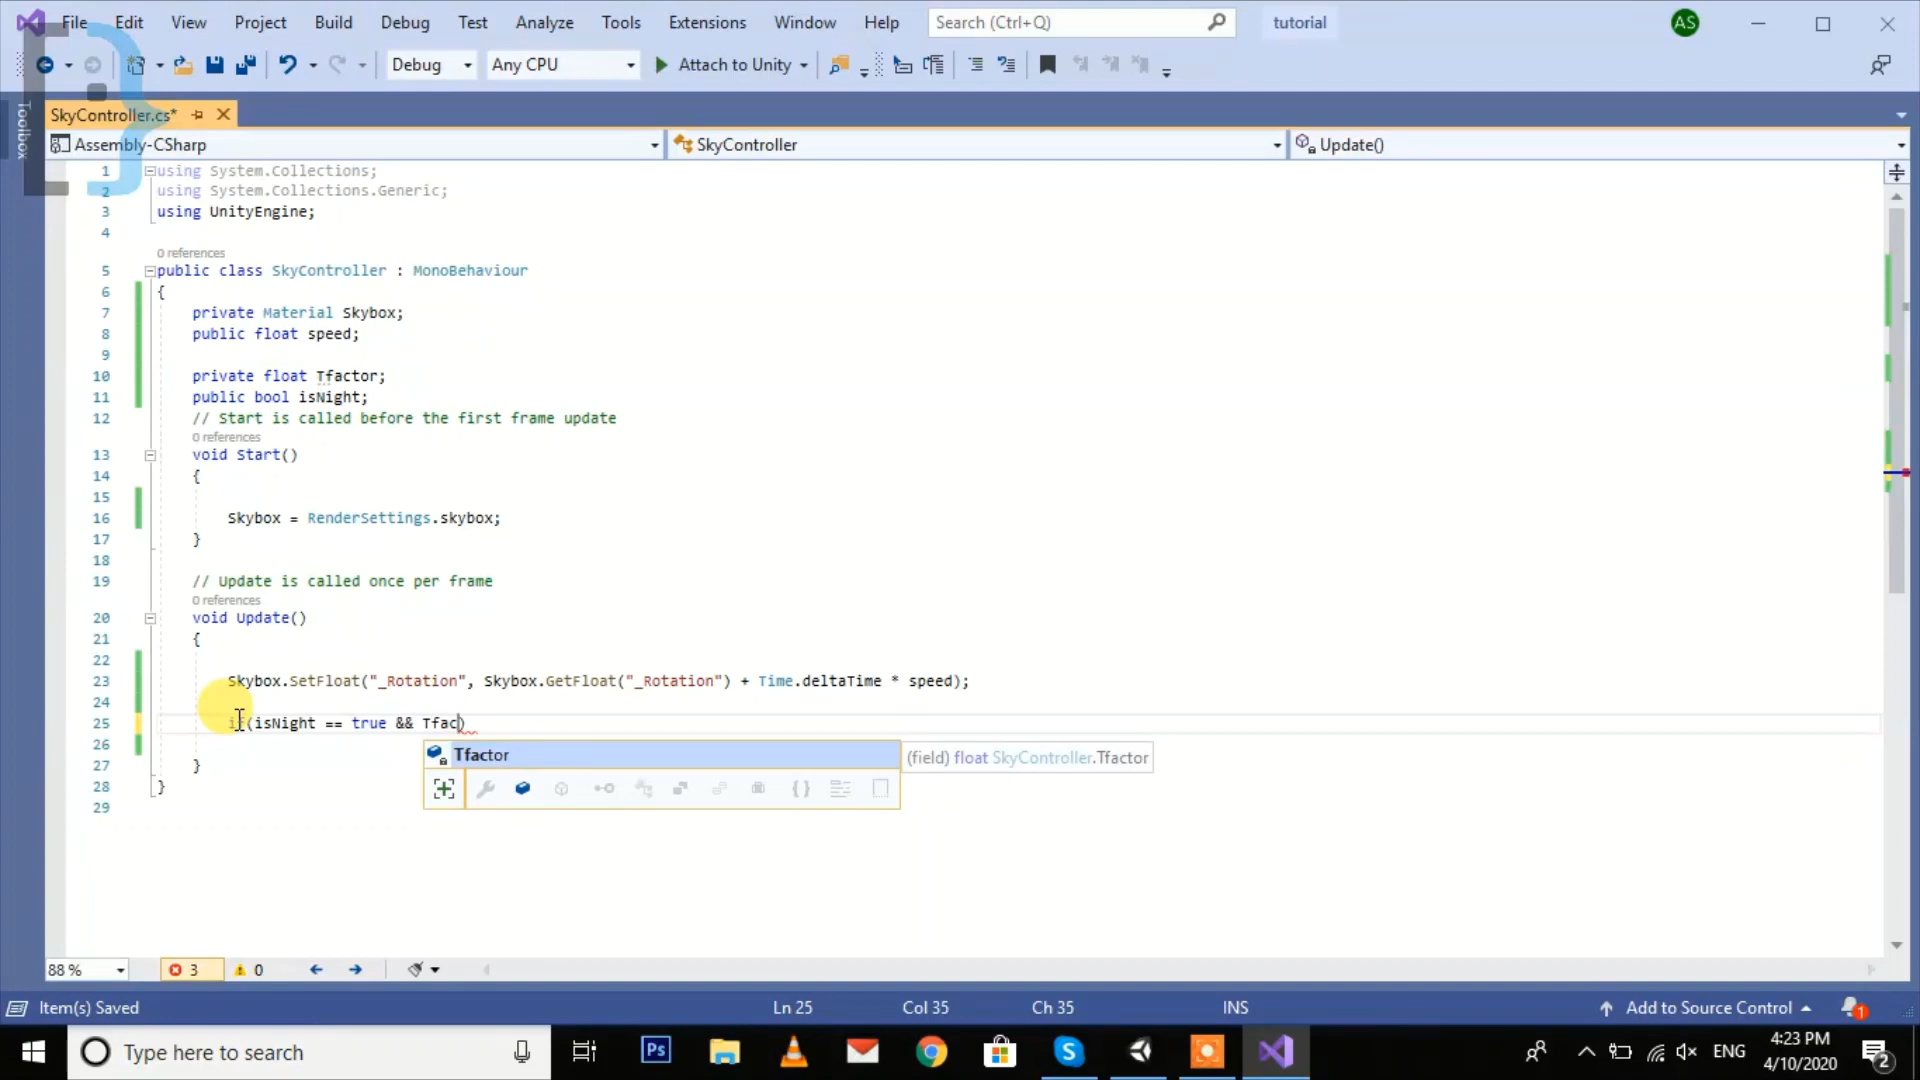 File Edit View Project Build Debug Test Analyze Tools Extensions Window Help Search (Ctrl+Q) tutorial AS
Debug Any CPU Attach to Unity
Toolbox
SkyController.cs*
Assembly-CSharp SkyController Update()
1 using System.Collections;
2 using System.Collections.Generic;
3 using UnityEngine;
4
0 references
5 public class SkyController : MonoBehaviour
6 {
7 private Material Skybox;
8 public float speed;
9
10 private float Tfactor;
11 public bool isNight;
12 // Start is called before the first frame update
0 references
13 void Start()
14 {
15
16 Skybox = RenderSettings.skybox;
17 }
18
19 // Update is called once per frame
0 references
20 void Update()
21 {
22
23 Skybox.SetFloat("_Rotation", Skybox.GetFloat("_Rotation") + Time.deltaTime * speed);
24
25 if(isNight == true && Tfac)
26
Tfactor (field) float SkyController.Tfactor
27 }
28 }
29
88 % 3 0
Item(s) Saved Ln 25 Col 35 Ch 35 INS Add to Source Control 1
Type here to search Ps ENG 4:23 PM
4/10/2020 2